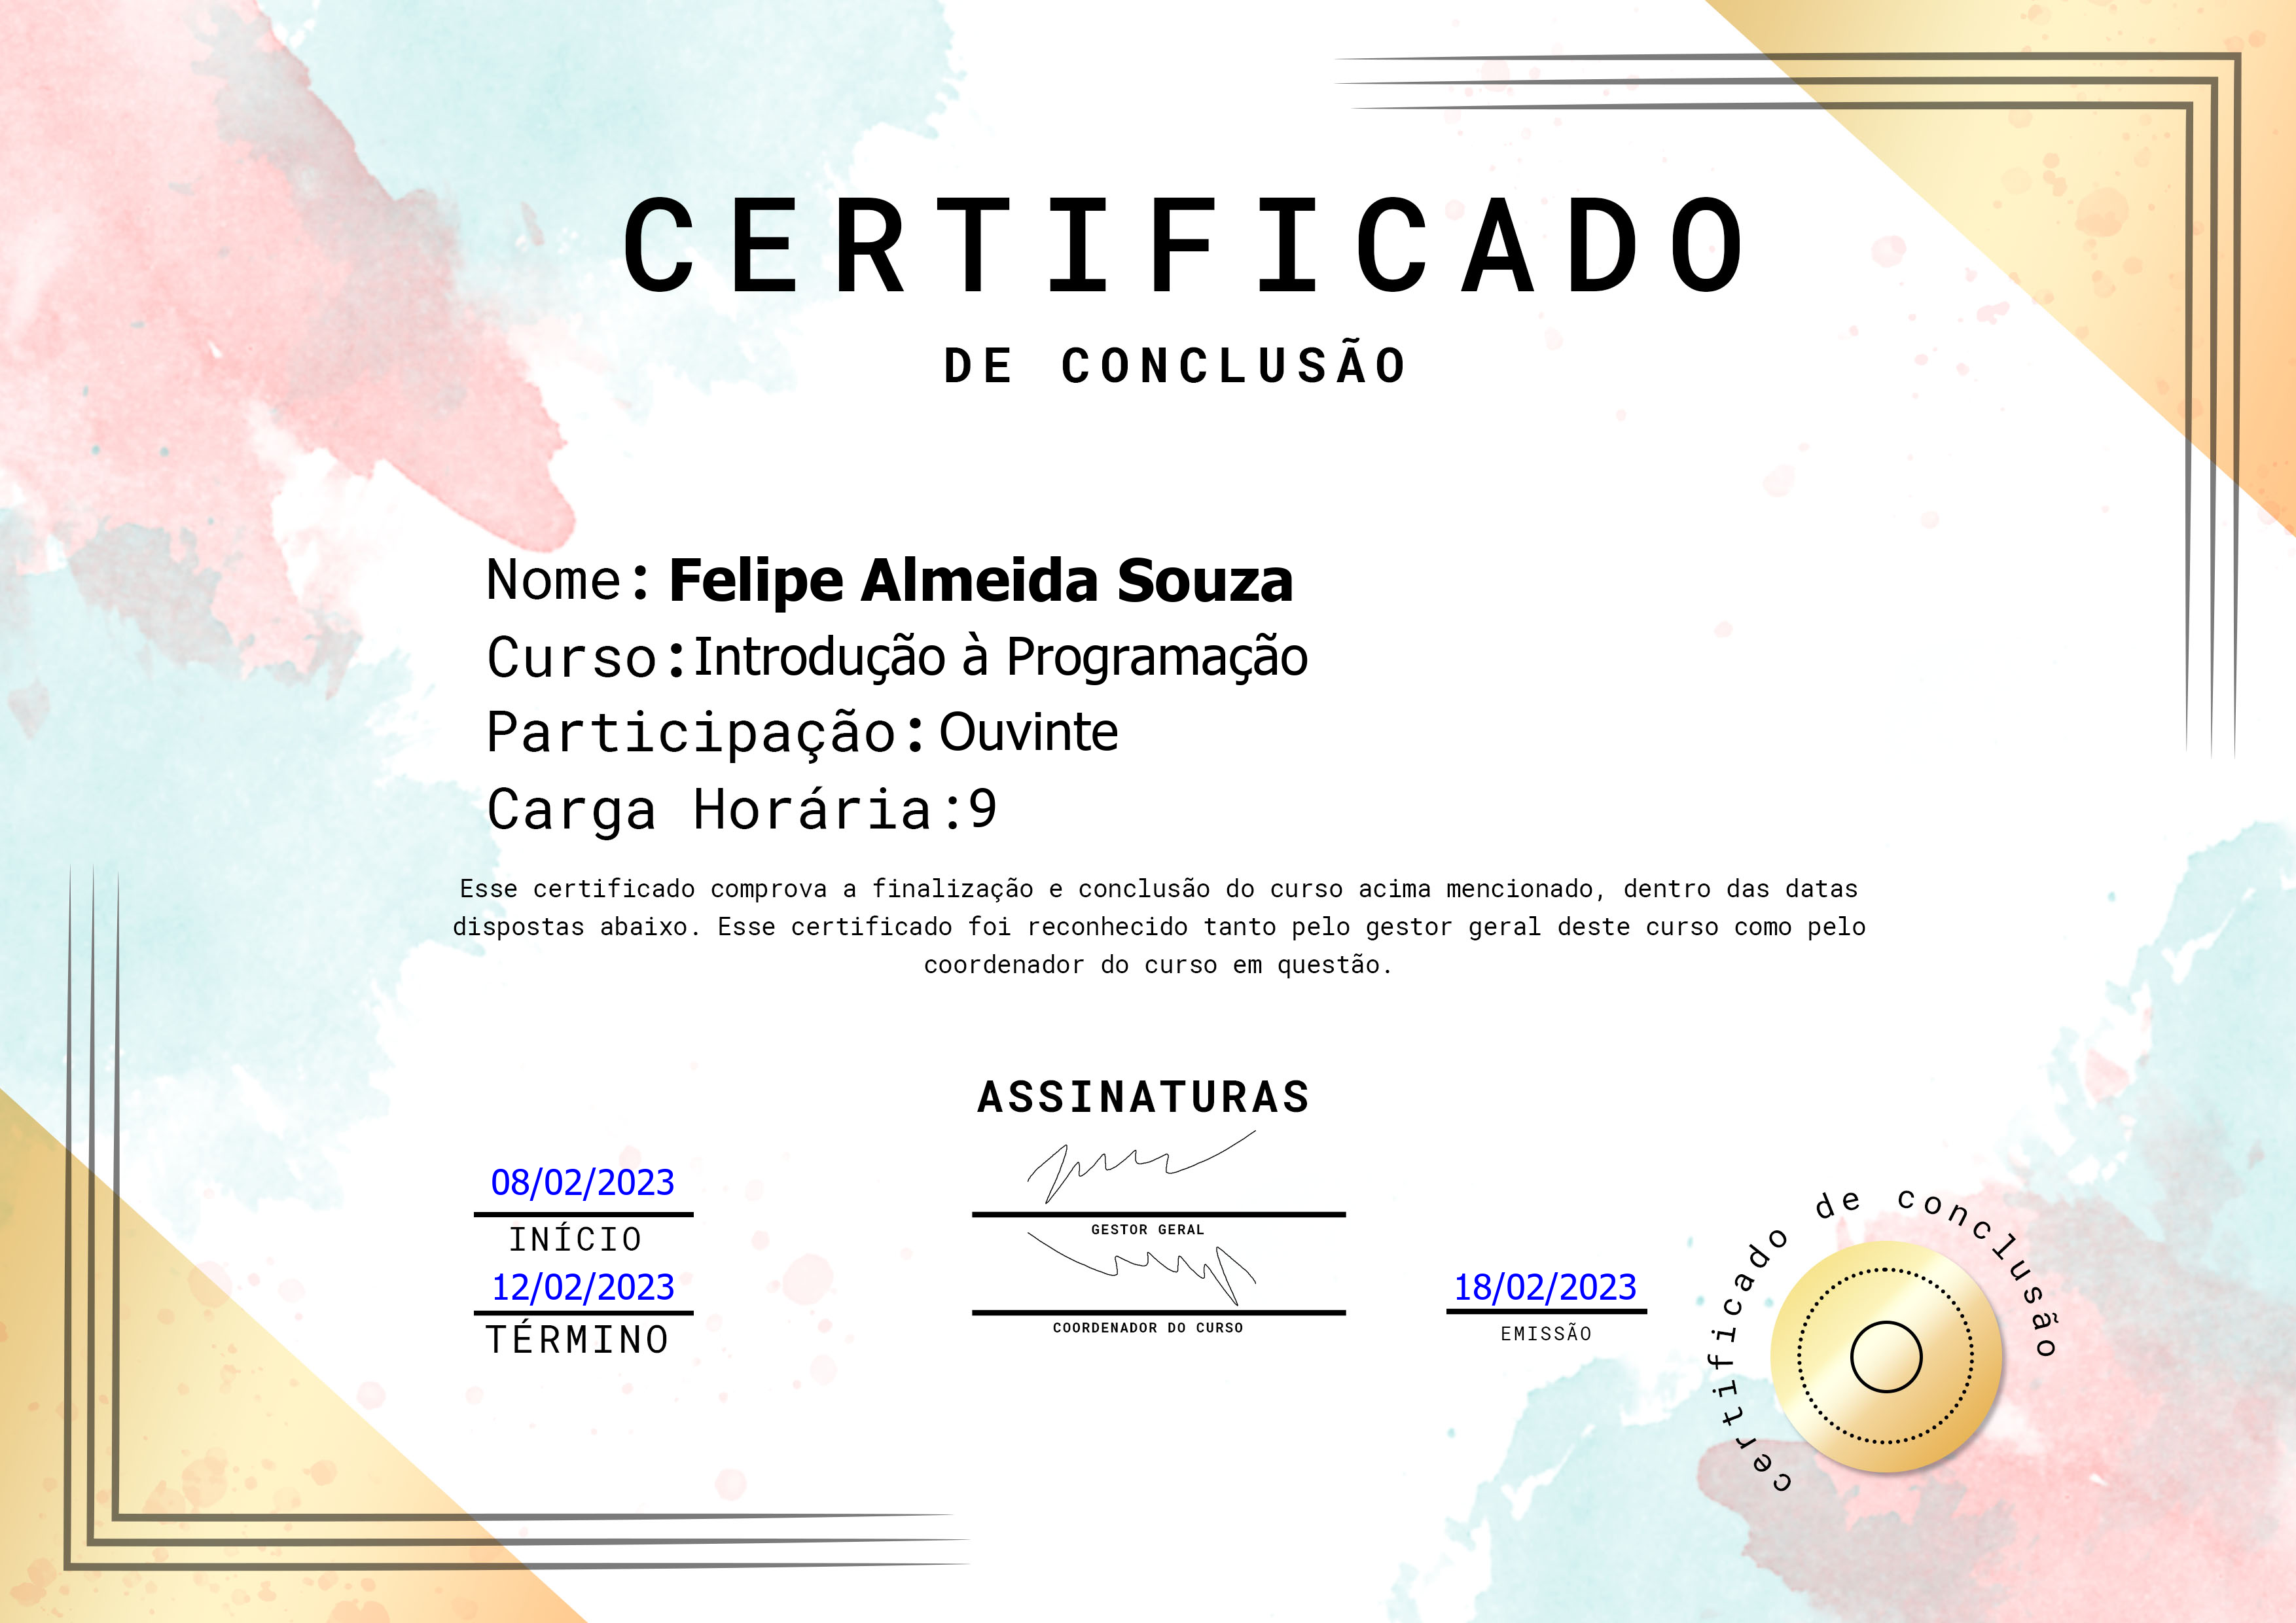 CERTIFICADO
DE CONCLUSÃO
Nome: Felipe Almeida Souza
Curso:Introdução à Programação
Participação: Ouvinte
Carga Horária:9
Esse certificado comprova a finalização e conclusão do curso acima mencionado, dentro das datas
dispostas abaixo. Esse certificado foi reconhecido tanto pelo gestor geral deste curso como pelo
coordenador do curso em questão.
ASSINATURAS
08/02/2023
INÍCIO
12/02/2023
TÉRMINO
GESTOR GERAL
COORDENADOR DO CURSO
18/02/2023
EMISSÃO
certificado de conclusão